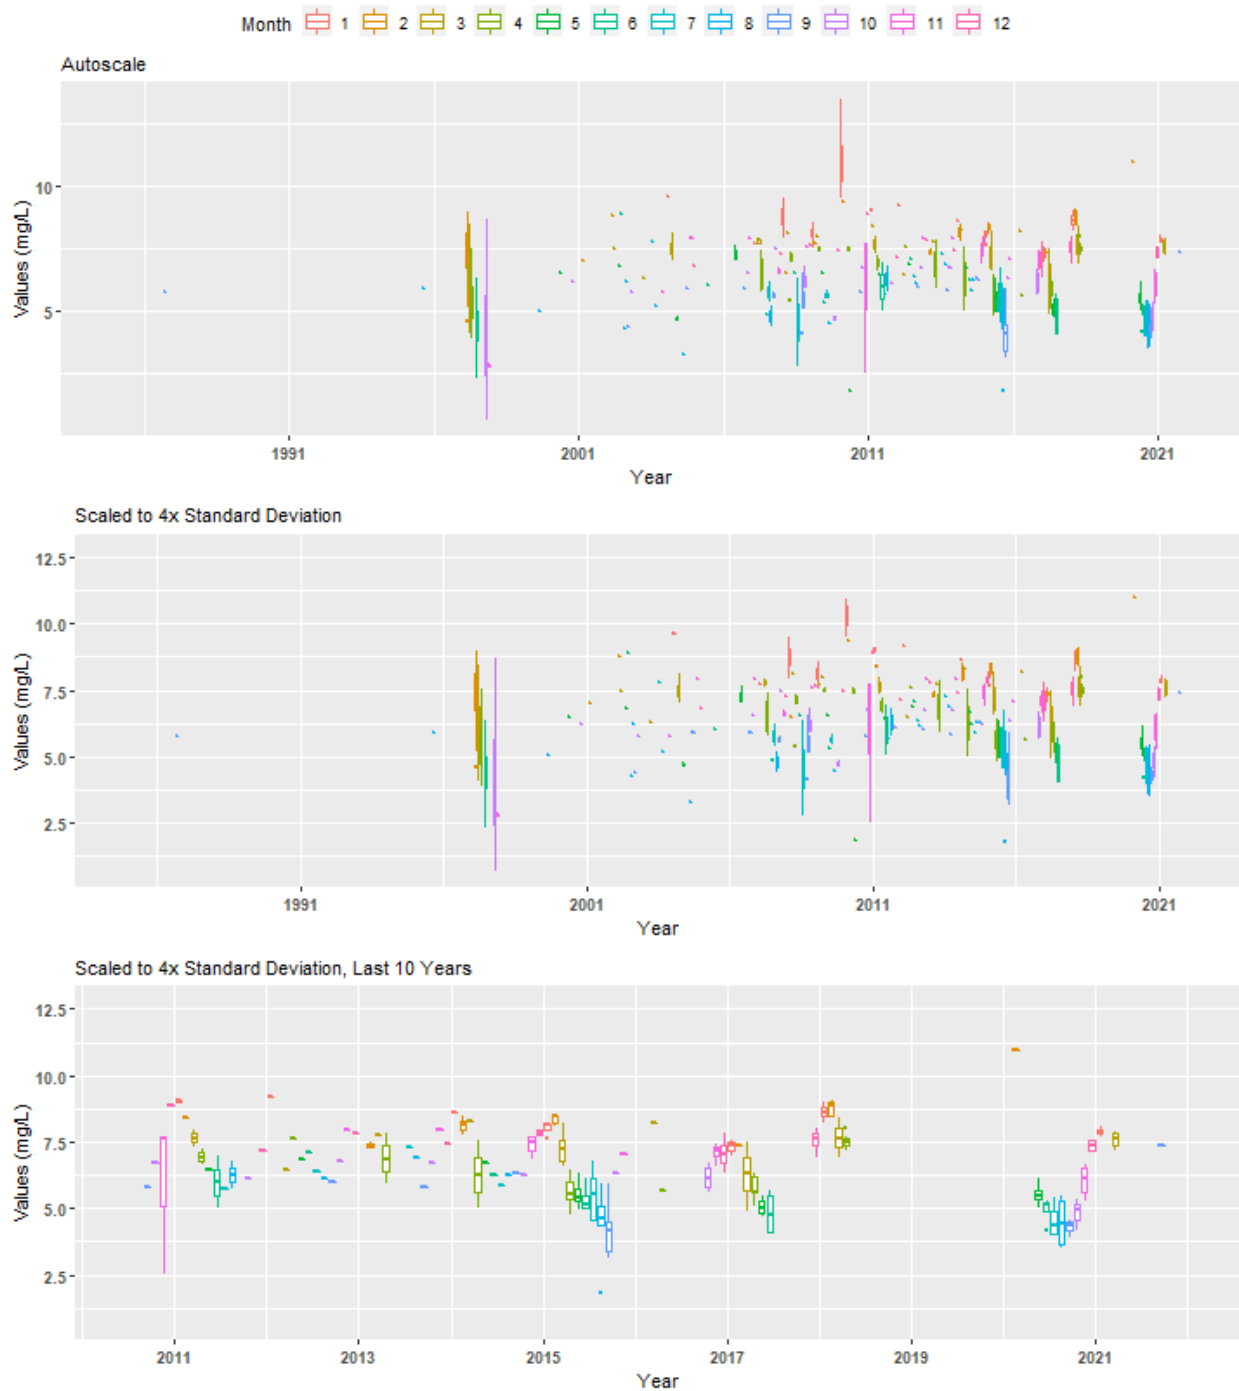 Month 1 2 3 4 5 6 7 8 9 10 11 12
Autoscale
10
5
Values (mg/L)
1991 2001 2011 2021
Year
Scaled to 4x Standard Deviation
12.5
10.0
7.5
5.0
2.5
Values (mg/L)
1991 2001 2011 2021
Year
Scaled to 4x Standard Deviation, Last 10 Years
12.5
10.0
7.5
5.0
2.5
Values (mg/L)
2011 2013 2015 2017 2019 2021
Year